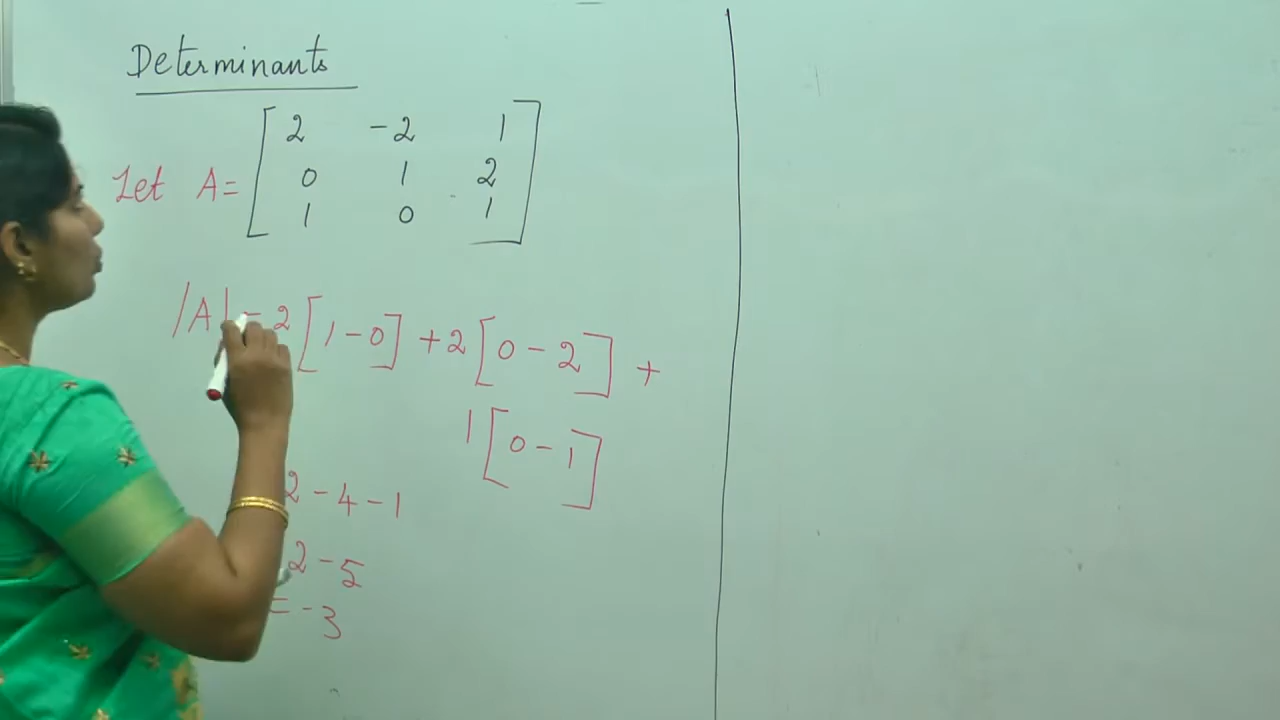 Determinants
Let A = [ 2 -2 1
0 1 2
1 0 1 ]
|A| = 2 [1 - 0] + 2 [0 - 2] +
1 [0 - 1]
2 - 4 - 1
2 - 5
= - 3